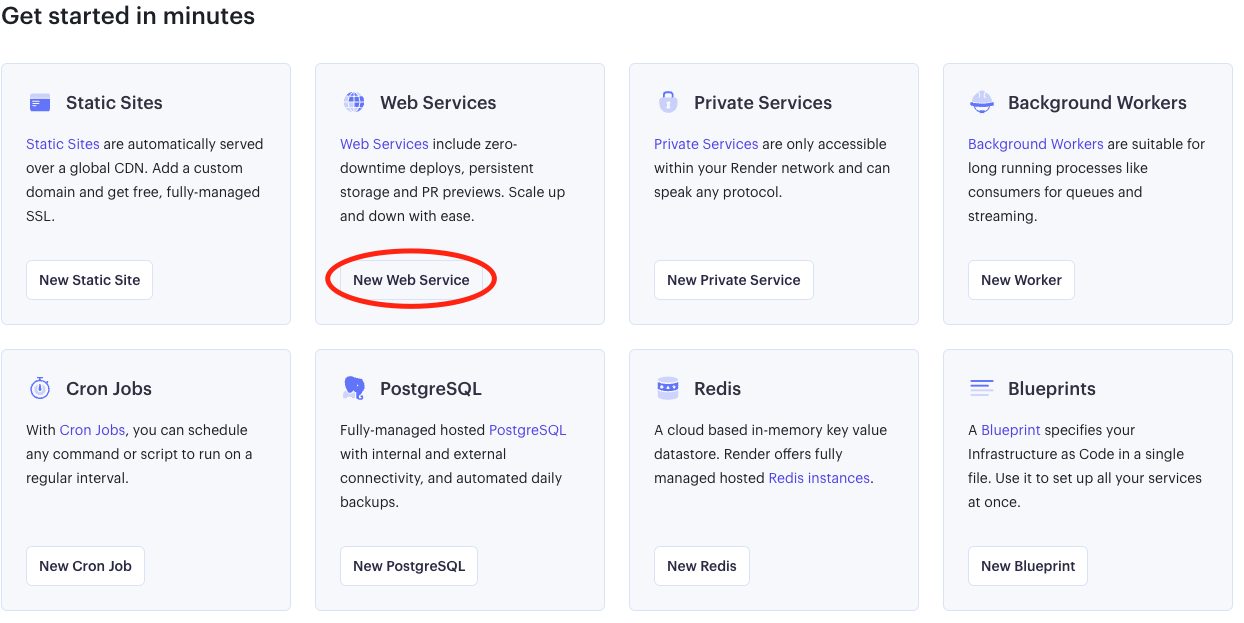 Get started in minutes
Static Sites
Static Sites are automatically served
over a global CDN. Add a custom
domain and get free, fully-managed
SSL.
New Static Site
Web Services
Web Services include zero-
downtime deploys, persistent
storage and PR previews. Scale up
and down with ease.
New Web Service
Private Services
Private Services are only accessible
within your Render network and can
speak any protocol.
New Private Service
Background Workers
Background Workers are suitable for
long running processes like
consumers for queues and
streaming.
New Worker
Cron Jobs
With Cron Jobs, you can schedule
any command or script to run on a
regular interval.
New Cron Job
PostgreSQL
Fully-managed hosted PostgreSQL
with internal and external
connectivity, and automated daily
backups.
New PostgreSQL
Redis
A cloud based in-memory key value
datastore. Render offers fully
managed hosted Redis instances.
New Redis
Blueprints
A Blueprint specifies your
Infrastructure as Code in a single
file. Use it to set up all your services
at once.
New Blueprint